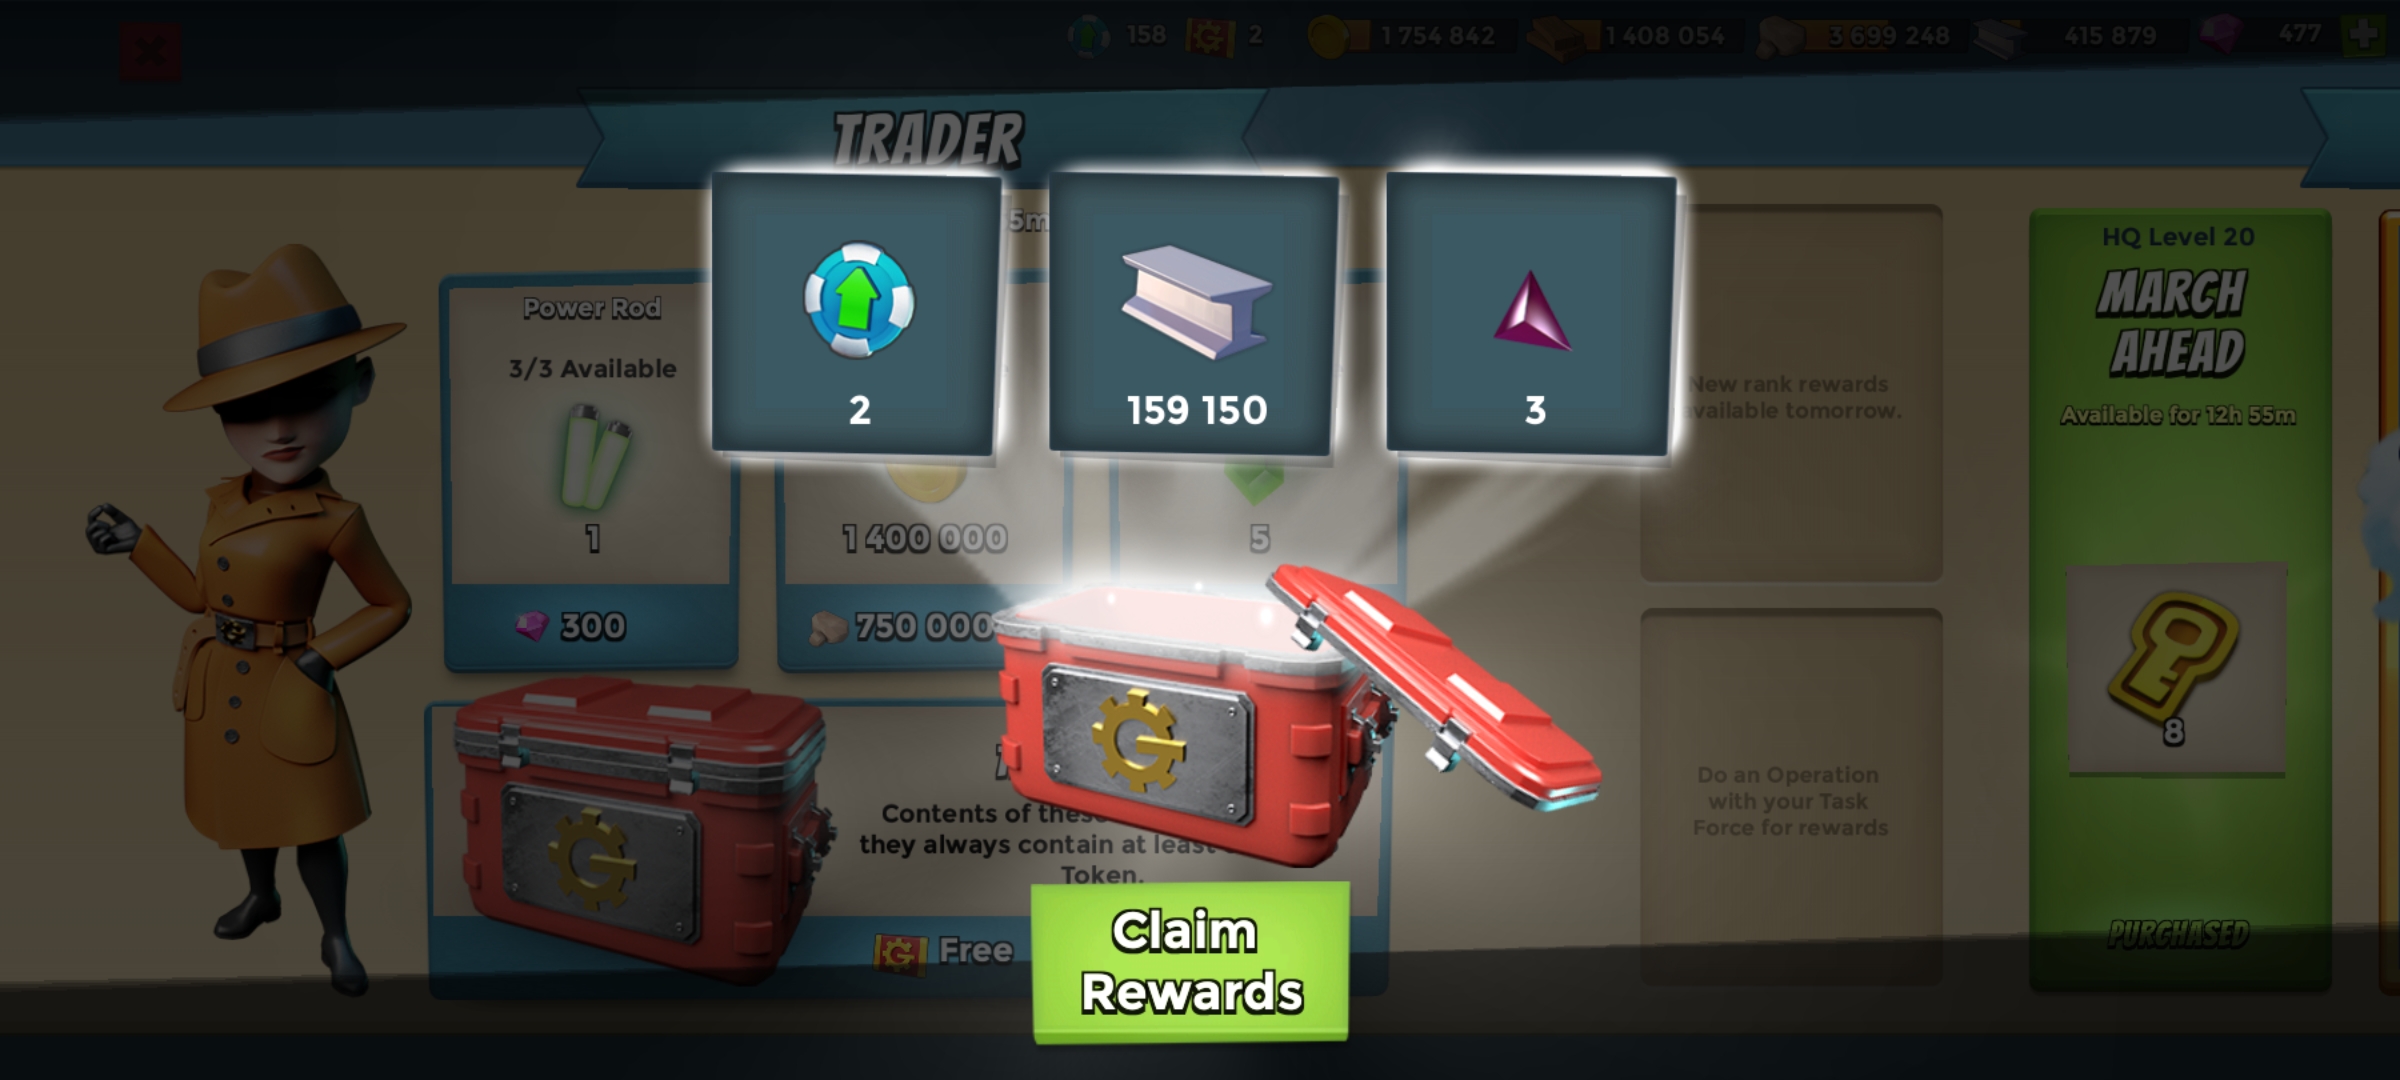 158
2
1 754 842
1 408 054
3 699 248
415 879
477
TRADER
5m
2
159 150
3
Power Rod
3/3 Available
1
300
1 400 000
750 000
5
New rank rewards
available tomorrow.
Do an Operation
with your Task
Force for rewards
HQ Level 20
MARCH
AHEAD
Available for 12h 55m
8
PURCHASED
Contents of these
they always contain at least
Token.
Free
Claim
Rewards